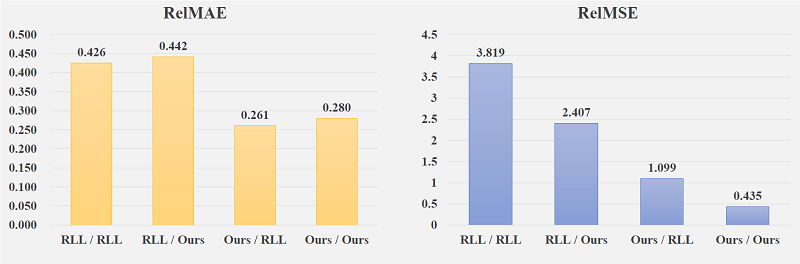 RelMAE
0.500
0.450
0.400
0.350
0.300
0.250
0.200
0.150
0.100
0.050
0.000
0.426
0.442
0.261
0.280
RLL / RLL
RLL / Ours
Ours / RLL
Ours / Ours
RelMSE
4.5
4
3.5
3
2.5
2
1.5
1
0.5
0
3.819
2.407
1.099
0.435
RLL / RLL
RLL / Ours
Ours / RLL
Ours / Ours